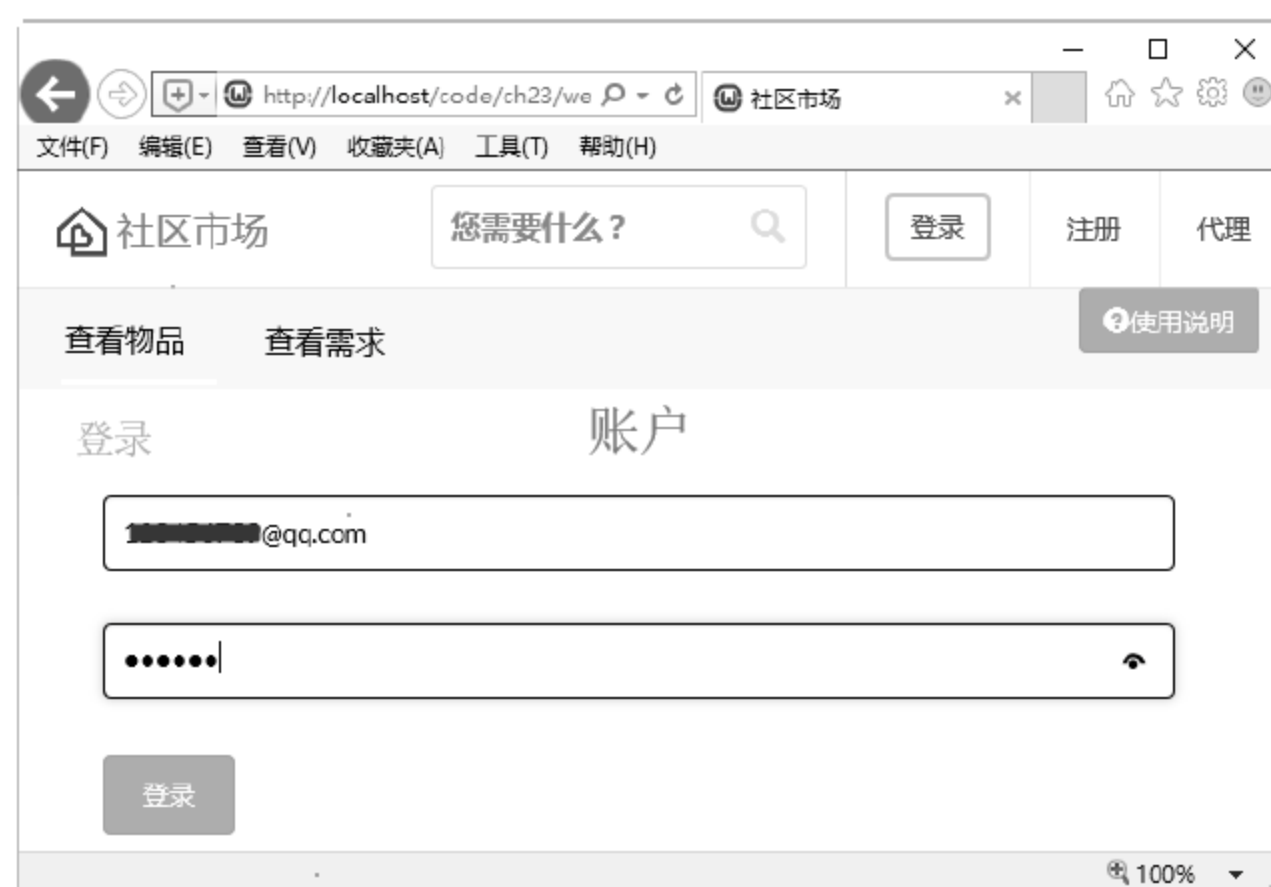 http://localhost/code/ch23/we
社区市场
文件(F) 编辑(E) 查看(V) 收藏夹(A) 工具(T) 帮助(H)
社区市场 您需要什么？ 登录 注册 代理
查看物品 查看需求 使用说明
登录 账户
@qq.com
••••••
登录
100%